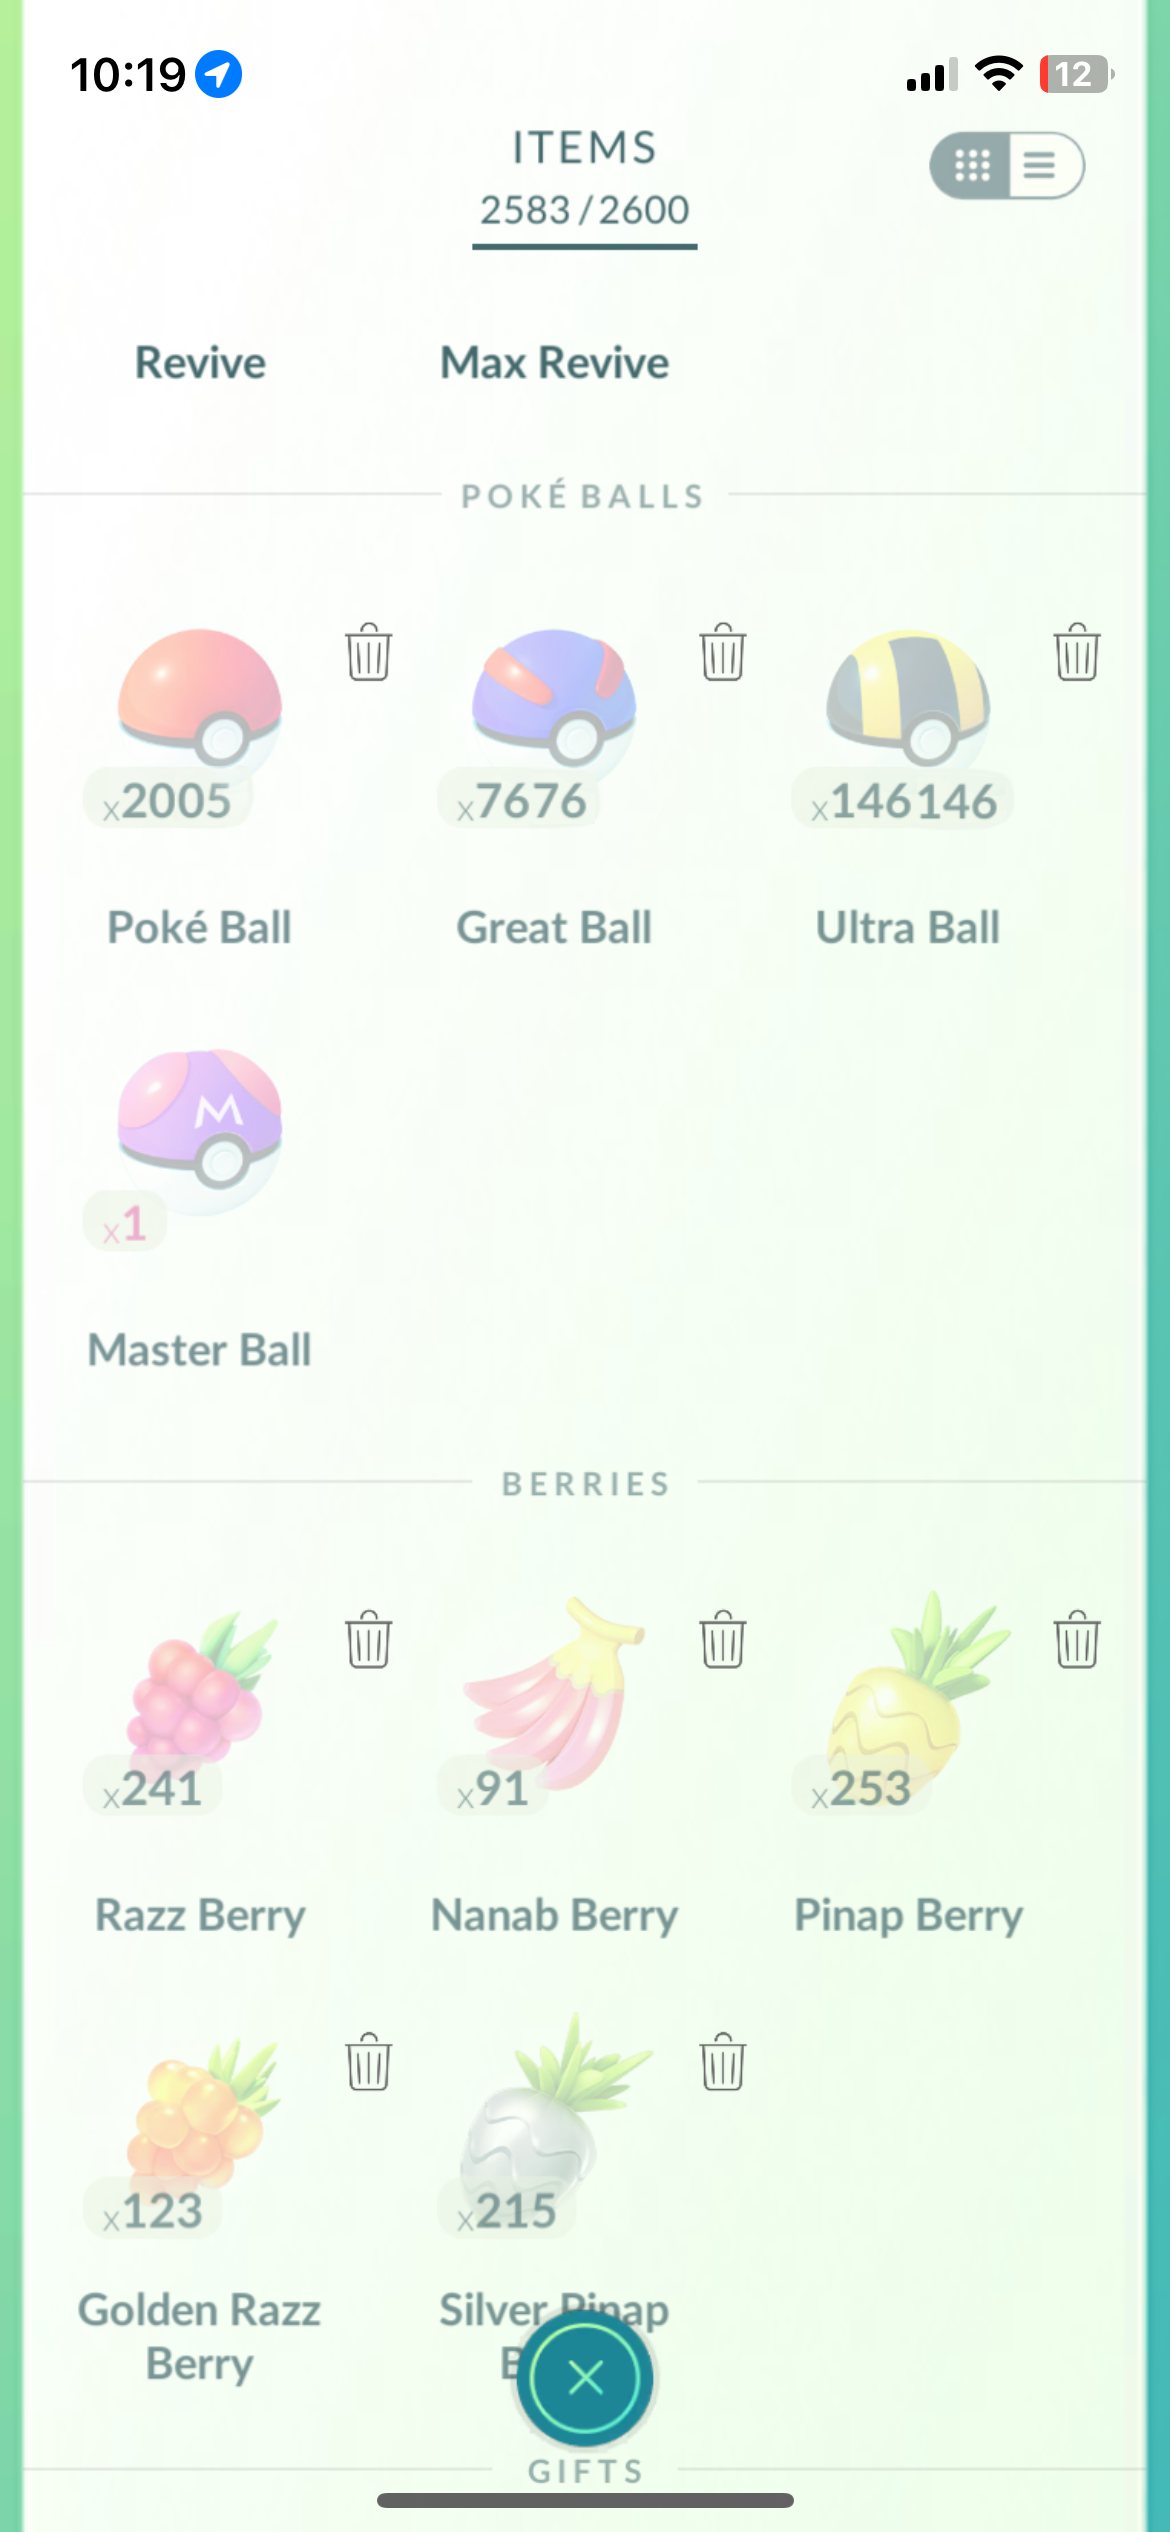 10:19
12
ITEMS
2583/2600
Revive Max Revive
POKÉ BALLS
x2005 x7676 x146146
Poké Ball Great Ball Ultra Ball
M
x1
Master Ball
BERRIES
x241 x91 x253
Razz Berry Nanab Berry Pinap Berry
x123 x215
Golden Razz Berry
Silver Pinap B
GIFTS